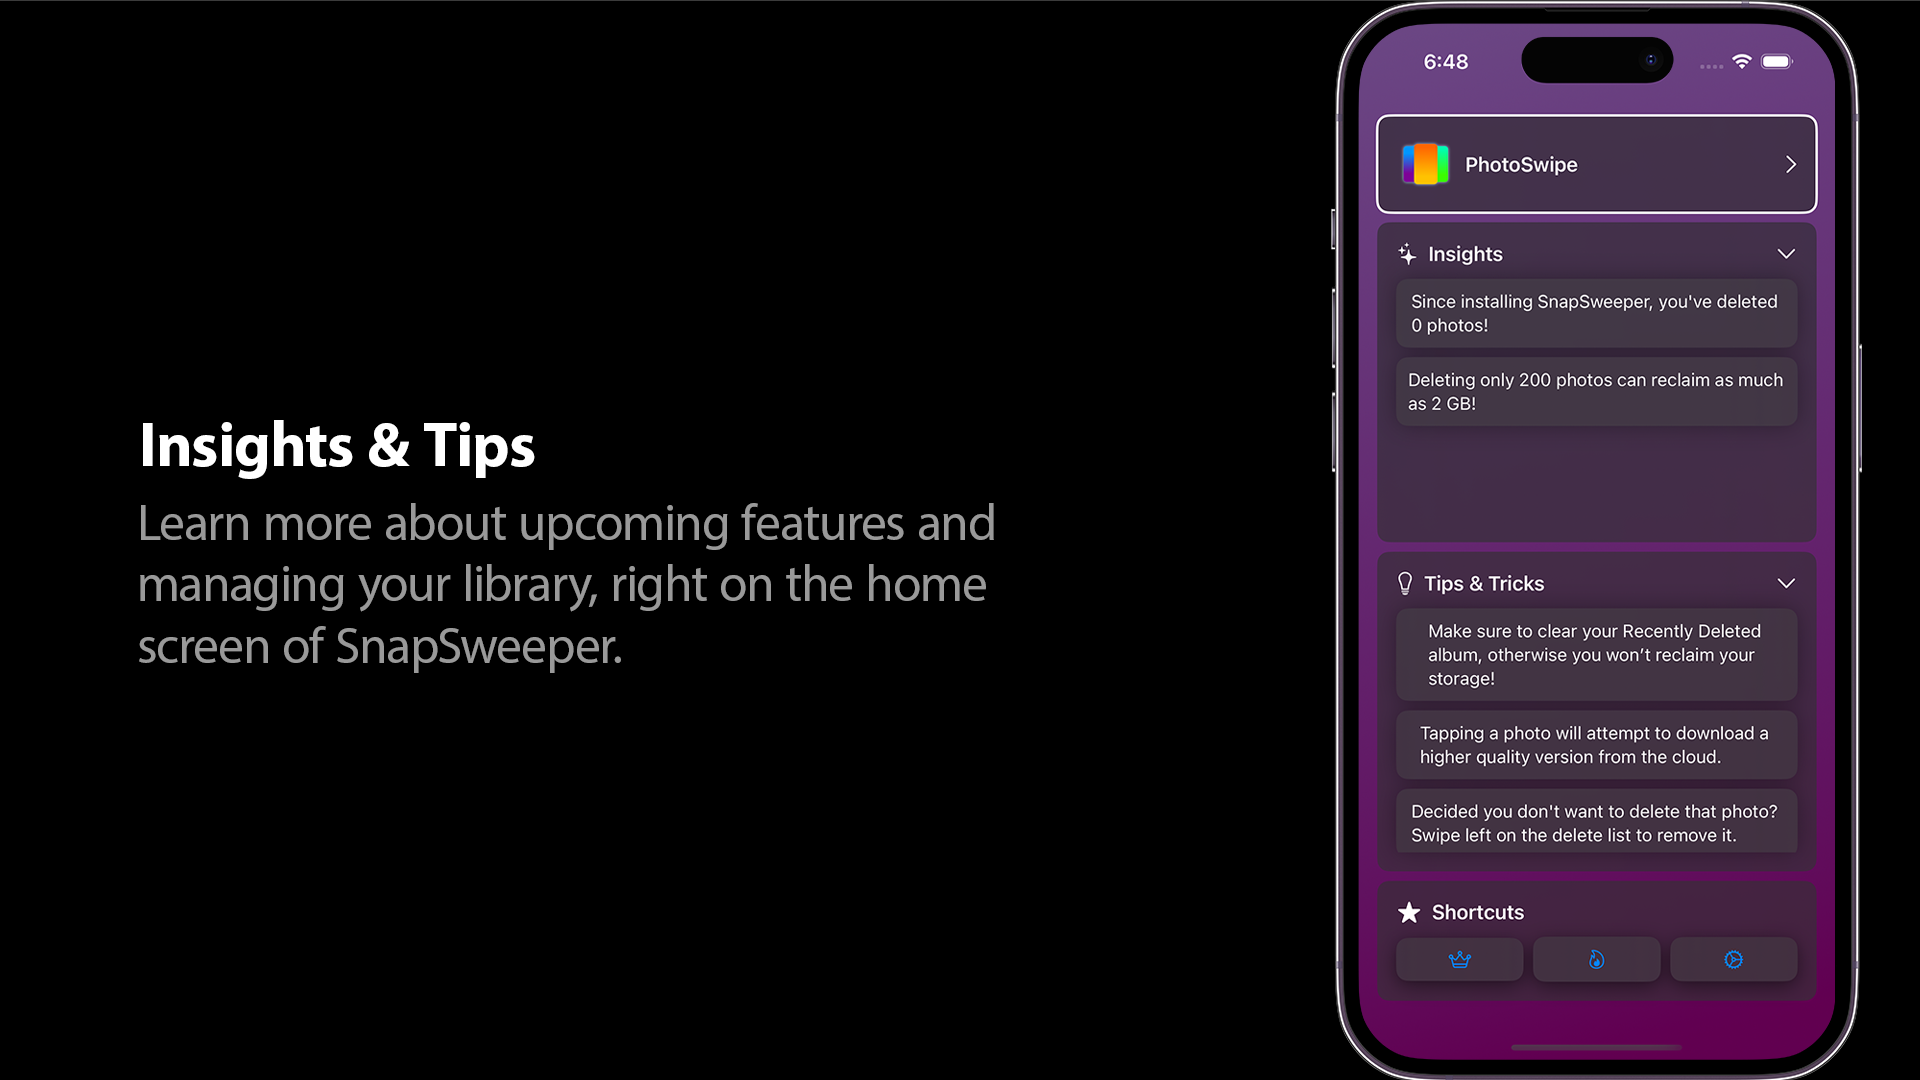 Insights & Tips
Learn more about upcoming features and
managing your library, right on the home
screen of SnapSweeper.
6:48
PhotoSwipe
Insights
Since installing SnapSweeper, you've deleted
0 photos!
Deleting only 200 photos can reclaim as much
as 2 GB!
Tips & Tricks
Make sure to clear your Recently Deleted
album, otherwise you won’t reclaim your
storage!
Tapping a photo will attempt to download a
higher quality version from the cloud.
Decided you don't want to delete that photo?
Swipe left on the delete list to remove it.
Shortcuts